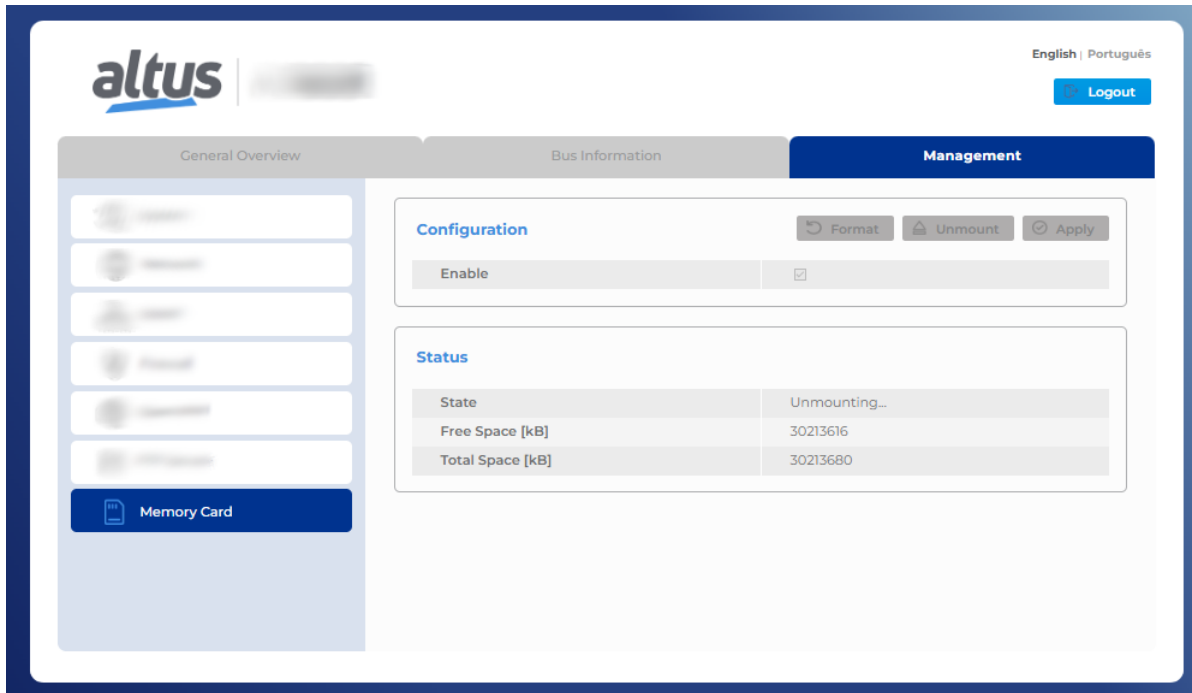 English | Português
altus
Logout
General Overview
Bus Information
Management
Configuration
Format
Unmount
Apply
Enable
Status
State Unmounting...
Free Space [kB] 30213616
Total Space [kB] 30213680
Memory Card